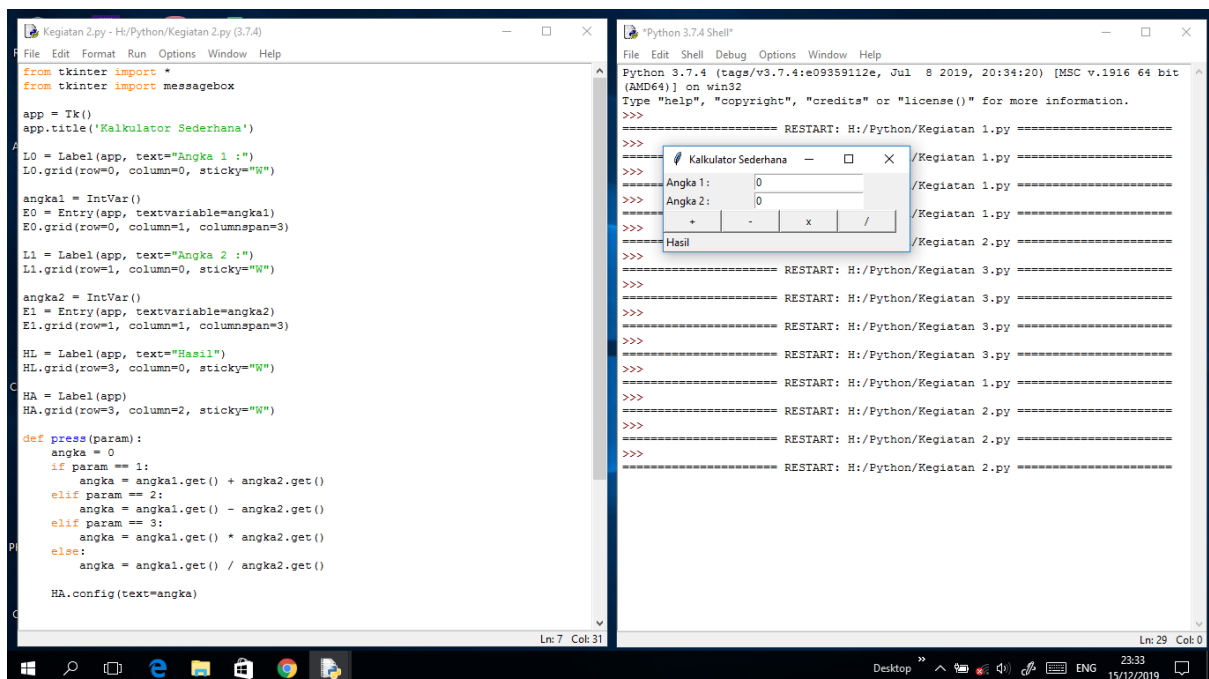 Kegiatan 2.py - H:/Python/Kegiatan 2.py (3.7.4)
File Edit Format Run Options Window Help
from tkinter import *
from tkinter import messagebox
app = Tk()
app.title('Kalkulator Sederhana')
L0 = Label(app, text="Angka 1 :")
L0.grid(row=0, column=0, sticky="W")
angka1 = IntVar()
E0 = Entry(app, textvariable=angka1)
E0.grid(row=0, column=1, columnspan=3)
L1 = Label(app, text="Angka 2 :")
L1.grid(row=1, column=0, sticky="W")
angka2 = IntVar()
E1 = Entry(app, textvariable=angka2)
E1.grid(row=1, column=1, columnspan=3)
HL = Label(app, text="Hasil")
HL.grid(row=3, column=0, sticky="W")
HA = Label(app)
HA.grid(row=3, column=2, sticky="W")
def press(param):
    angka = 0
    if param == 1:
        angka = angka1.get() + angka2.get()
    elif param == 2:
        angka = angka1.get() - angka2.get()
    elif param == 3:
        angka = angka1.get() * angka2.get()
    else:
        angka = angka1.get() / angka2.get()
    HA.config(text=angka)
Ln: 7 Col: 31
*Python 3.7.4 Shell*
File Edit Shell Debug Options Window Help
Python 3.7.4 (tags/v3.7.4:e09359112e, Jul  8 2019, 20:34:20) [MSC v.1916 64 bit
(AMD64)] on win32
Type "help", "copyright", "credits" or "license()" for more information.
>>>
====================== RESTART: H:/Python/Kegiatan 1.py ======================
>>>
/Kegiatan 1.py ======================
>>>
/Kegiatan 1.py ======================
>>>
/Kegiatan 1.py ======================
>>>
/Kegiatan 2.py ======================
>>>
====================== RESTART: H:/Python/Kegiatan 3.py ======================
>>>
====================== RESTART: H:/Python/Kegiatan 3.py ======================
>>>
====================== RESTART: H:/Python/Kegiatan 3.py ======================
>>>
====================== RESTART: H:/Python/Kegiatan 3.py ======================
>>>
====================== RESTART: H:/Python/Kegiatan 1.py ======================
>>>
====================== RESTART: H:/Python/Kegiatan 2.py ======================
>>>
====================== RESTART: H:/Python/Kegiatan 2.py ======================
>>>
====================== RESTART: H:/Python/Kegiatan 2.py ======================
Ln: 29 Col: 0
Kalkulator Sederhana
Angka 1 : 0
Angka 2 : 0
+ - x /
Hasil
Desktop ENG 23:33
15/12/2019